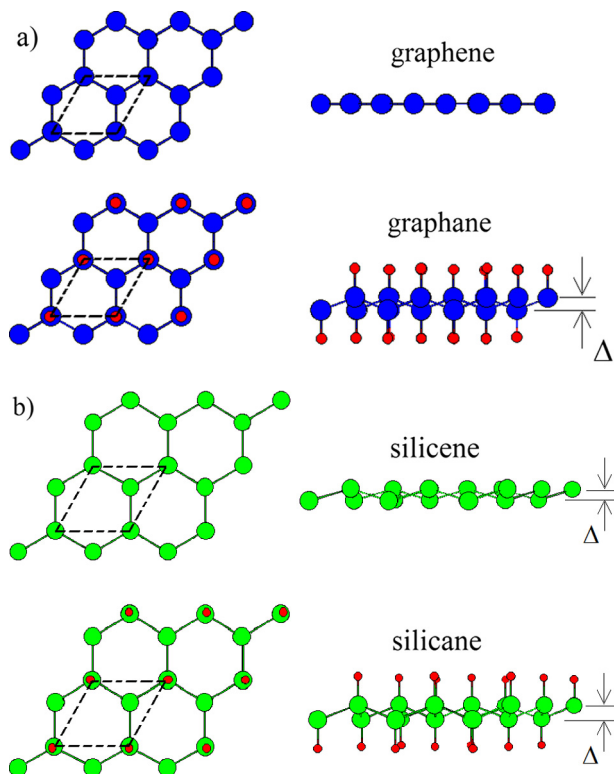 a)
graphene
graphane
Δ
b)
silicene
Δ
silicane
Δ